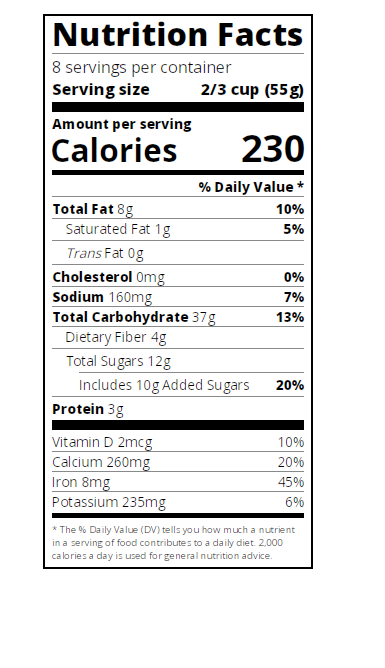 Nutrition Facts
8 servings per container
Serving size 2/3 cup (55g)
Amount per serving
Calories 230
% Daily Value *
Total Fat 8g 10%
Saturated Fat 1g 5%
Trans Fat 0g
Cholesterol 0mg 0%
Sodium 160mg 7%
Total Carbohydrate 37g 13%
Dietary Fiber 4g
Total Sugars 12g
Includes 10g Added Sugars 20%
Protein 3g
Vitamin D 2mcg 10%
Calcium 260mg 20%
Iron 8mg 45%
Potassium 235mg 6%
* The % Daily Value (DV) tells you how much a nutrient
in a serving of food contributes to a daily diet. 2,000
calories a day is used for general nutrition advice.